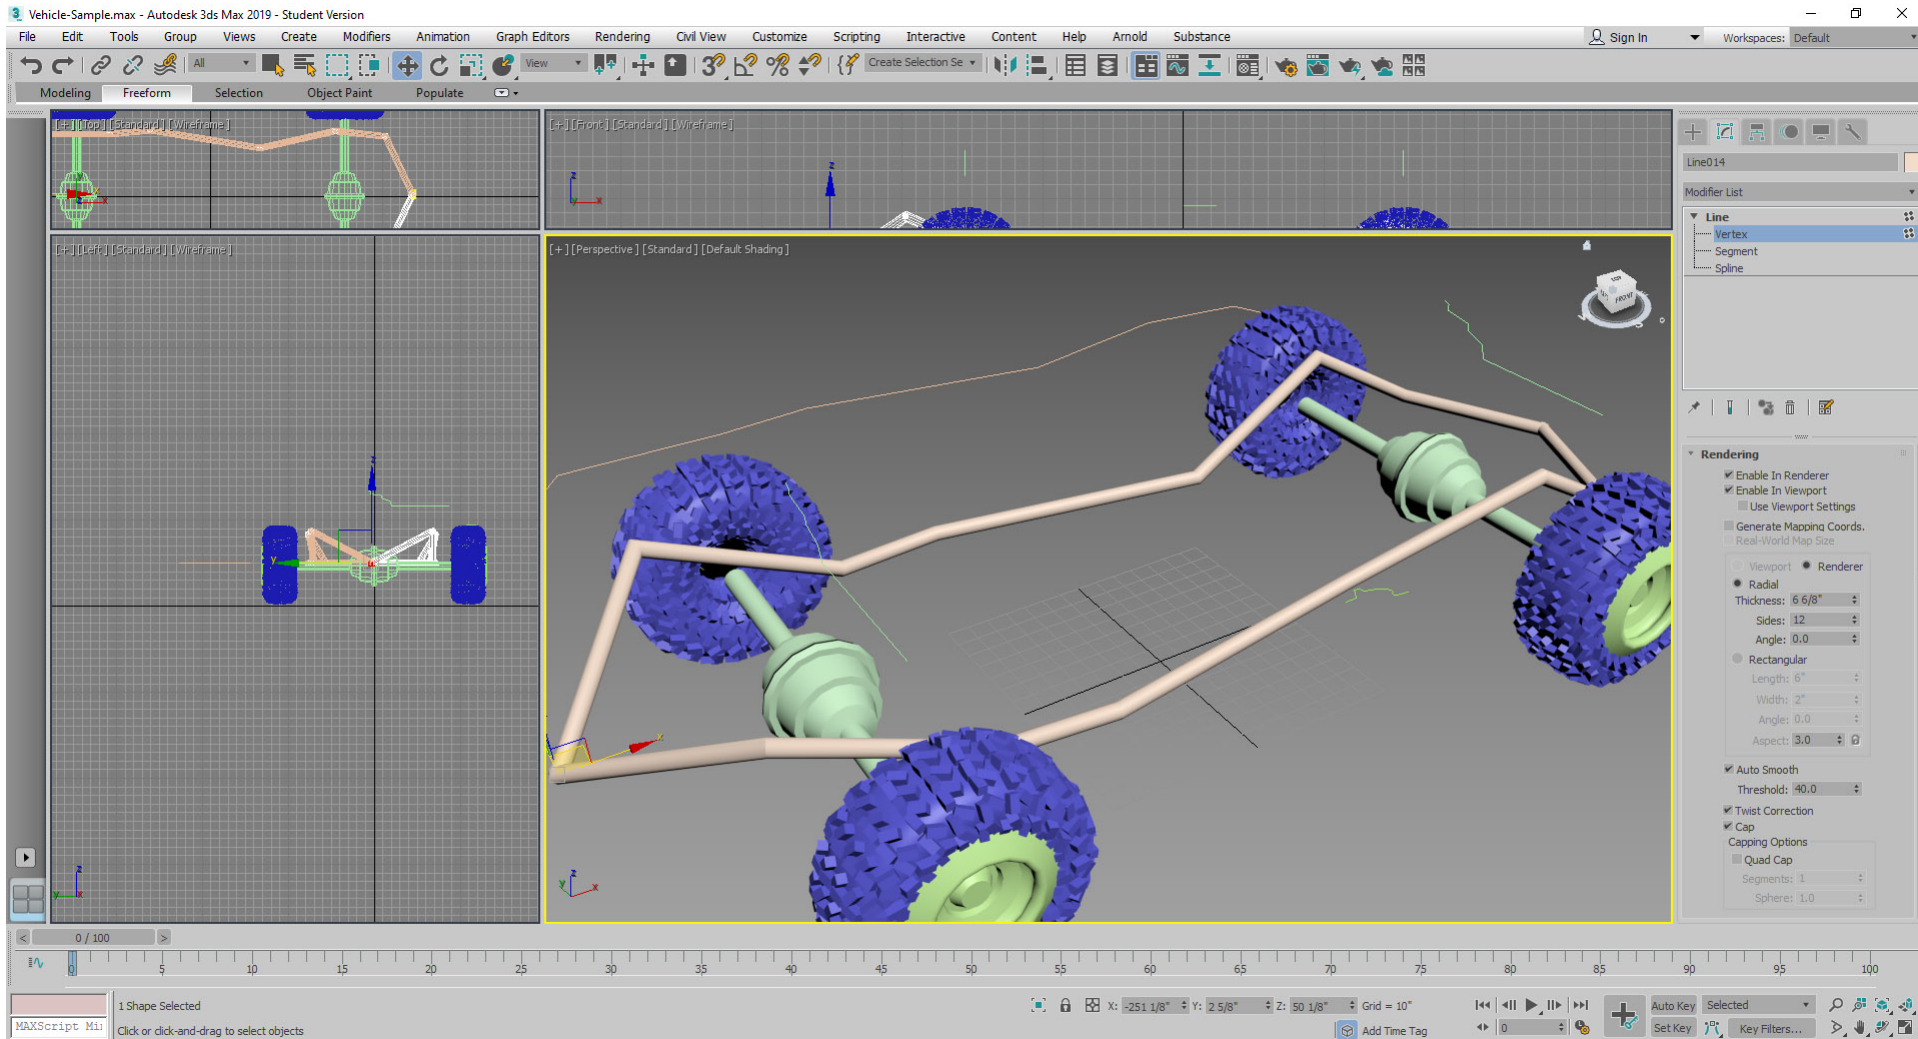 3 Vehicle-Sample.max - Autodesk 3ds Max 2019 - Student Version
File Edit Tools Group Views Create Modifiers Animation Graph Editors Rendering Civil View Customize Scripting Interactive Content Help Arnold Substance Sign In Workspaces: Default
All View Create Selection Se
Modeling Freeform Selection Object Paint Populate
[+][Top][Standard][Wireframe]
[+][Front][Standard][Wireframe]
[+][Left][Standard][Wireframe]
[+][Perspective][Standard][Default Shading]
FRONT
Line014
Modifier List
Line
Vertex
Segment
Spline
Rendering
Enable In Renderer
Enable In Viewport
Use Viewport Settings
Generate Mapping Coords.
Real-World Map Size
Viewport Renderer
Radial
Thickness: 6 6/8"
Sides: 12
Angle: 0.0
Rectangular
Length: 6"
Width: 2"
Angle: 0.0
Aspect: 3.0
Auto Smooth
Threshold: 40.0
Twist Correction
Cap
Capping Options
Quad Cap
Segments: 1
Sphere: 1.0
< 0 / 100 >
0 5 10 15 20 25 30 35 40 45 50 55 60 65 70 75 80 85 90 95 100
1 Shape Selected X: -251 1/8" Y: 2 5/8" Z: 50 1/8" Grid = 10" Auto Key Selected
MAXScript Mi Click or click-and-drag to select objects Add Time Tag 0 Set Key Key Filters...